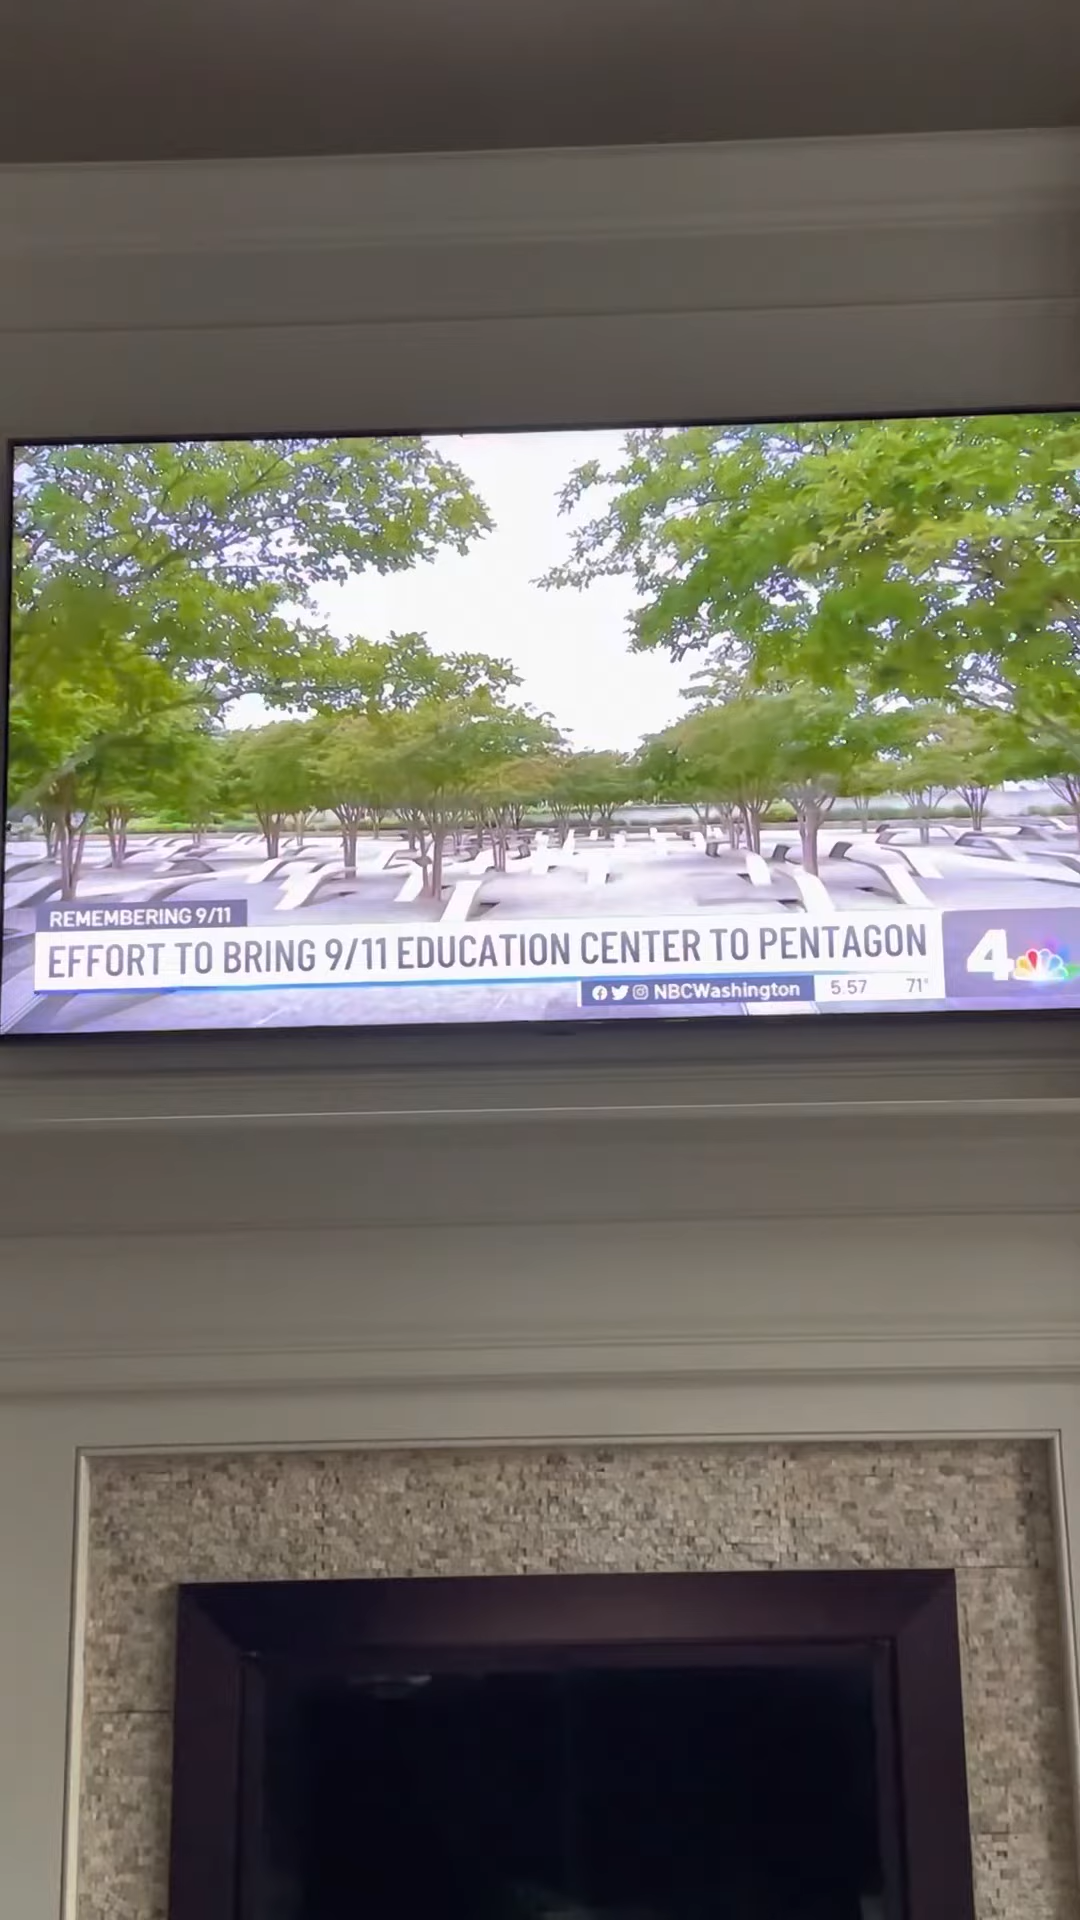 REMEMBERING 9/11
EFFORT TO BRING 9/11 EDUCATION CENTER TO PENTAGON
4
NBCWashington 5:57 71°